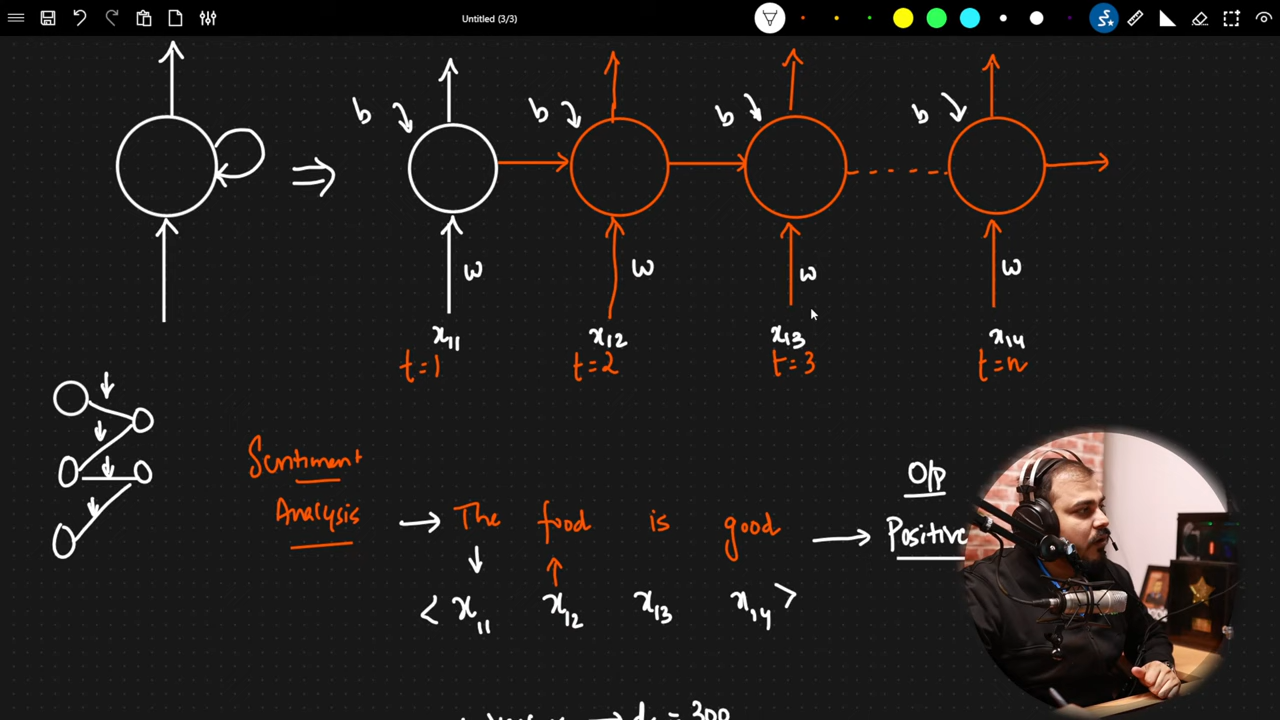 Untitled (3/3)
b b b b
w w w w
x11 x12 x13 x14
t=1 t=2 t=3 t=n
Sentiment
Analysis
The food is good
O/p
Positive
< x11 x12 x13 x14 >
= 300